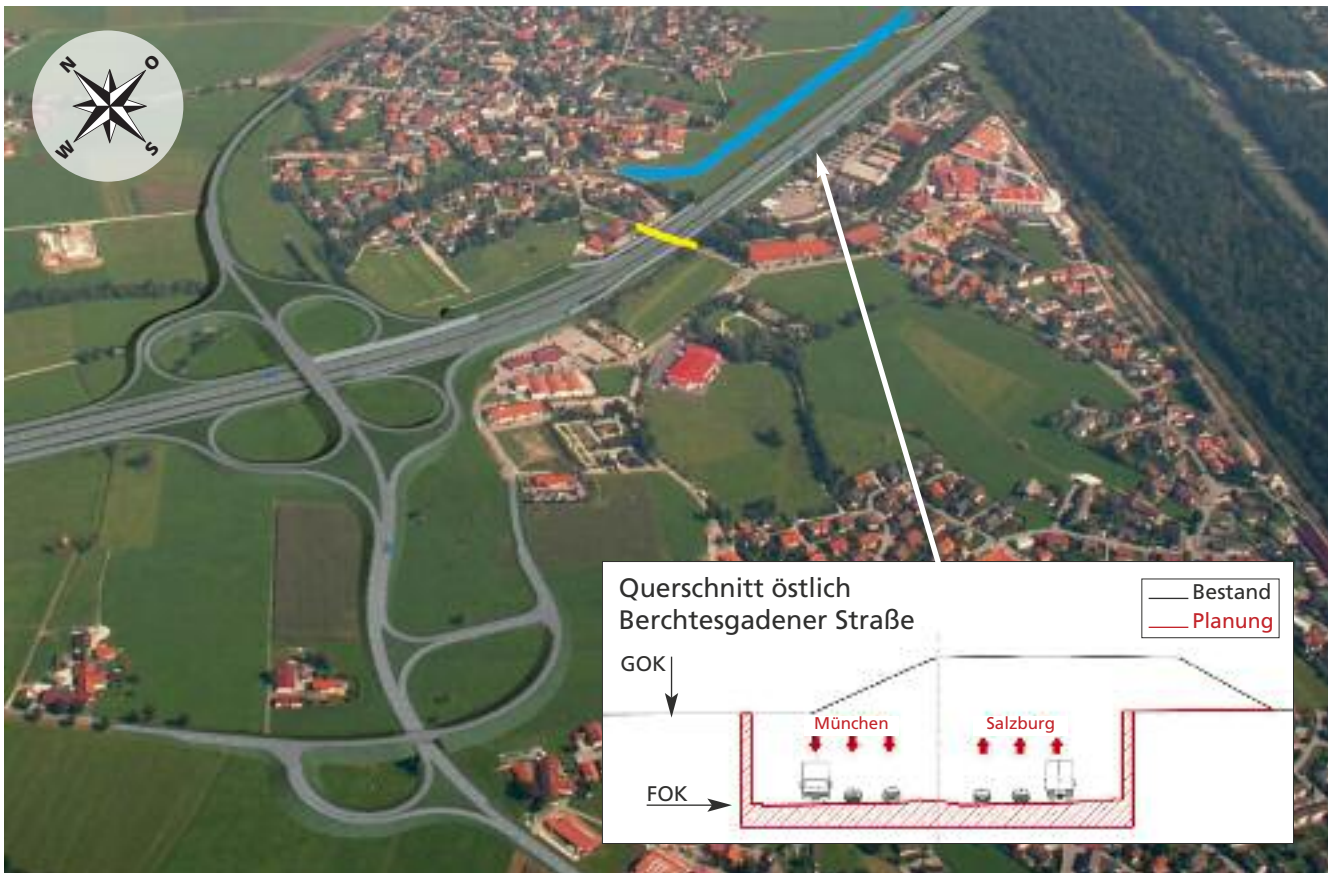 N
O
W
S
Querschnitt östlich
Berchtesgadener Straße
Bestand
Planung
GOK
München
Salzburg
FOK